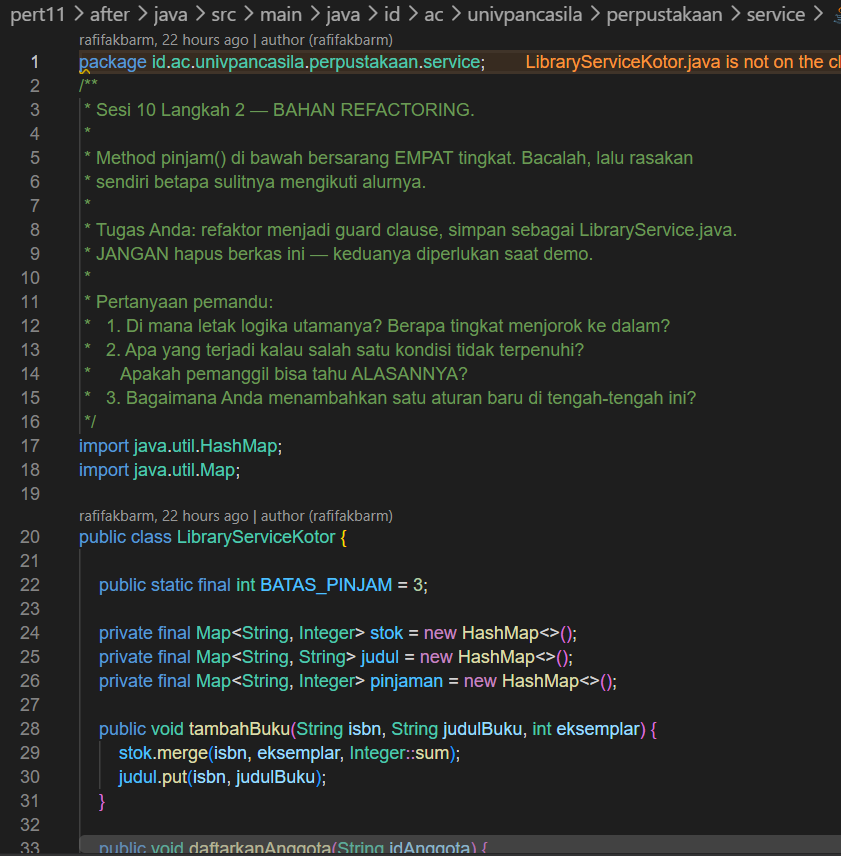 pert11 > after > java > src > main > java > id > ac > univpancasila > perpustakaan > service >
rafifakbarm, 22 hours ago | author (rafifakbarm)
1 package id.ac.univpancasila.perpustakaan.service; LibraryServiceKotor.java is not on the cl
2 /**
3 * Sesi 10 Langkah 2 — BAHAN REFACTORING.
4 *
5 * Method pinjam() di bawah bersarang EMPAT tingkat. Bacalah, lalu rasakan
6 * sendiri betapa sulitnya mengikuti alurnya.
7 *
8 * Tugas Anda: refaktor menjadi guard clause, simpan sebagai LibraryService.java.
9 * JANGAN hapus berkas ini — keduanya diperlukan saat demo.
10 *
11 * Pertanyaan pemandu:
12 * 1. Di mana letak logika utamanya? Berapa tingkat menjorok ke dalam?
13 * 2. Apa yang terjadi kalau salah satu kondisi tidak terpenuhi?
14 * Apakah pemanggil bisa tahu ALASANNYA?
15 * 3. Bagaimana Anda menambahkan satu aturan baru di tengah-tengah ini?
16 */
17 import java.util.HashMap;
18 import java.util.Map;
19
rafifakbarm, 22 hours ago | author (rafifakbarm)
20 public class LibraryServiceKotor {
21
22 public static final int BATAS_PINJAM = 3;
23
24 private final Map<String, Integer> stok = new HashMap<>();
25 private final Map<String, String> judul = new HashMap<>();
26 private final Map<String, Integer> pinjaman = new HashMap<>();
27
28 public void tambahBuku(String isbn, String judulBuku, int eksemplar) {
29 stok.merge(isbn, eksemplar, Integer::sum);
30 judul.put(isbn, judulBuku);
31 }
32
33 public void daftarkanAnggota(String idAnggota) {